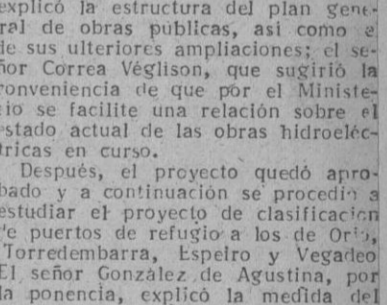 explicó la estructura del plan gene-
ral de obras públicas, así como e
de sus ulteriores ampliaciones; el se-
ñor Correa Véglison, que sugirió la
conveniencia de que por el Ministe-
rio se facilite una relación sobre el
estado actual de las obras hidroeléc-
tricas en curso.
Después, el proyecto quedó apro-
bado y a continuación se procedió a
estudiar el proyecto de clasificación
de puertos de refugio a los de Orio,
Torredembarra, Espeiro y Vegadeo
El señor González de Agustina, por
la ponencia, explicó la medida del